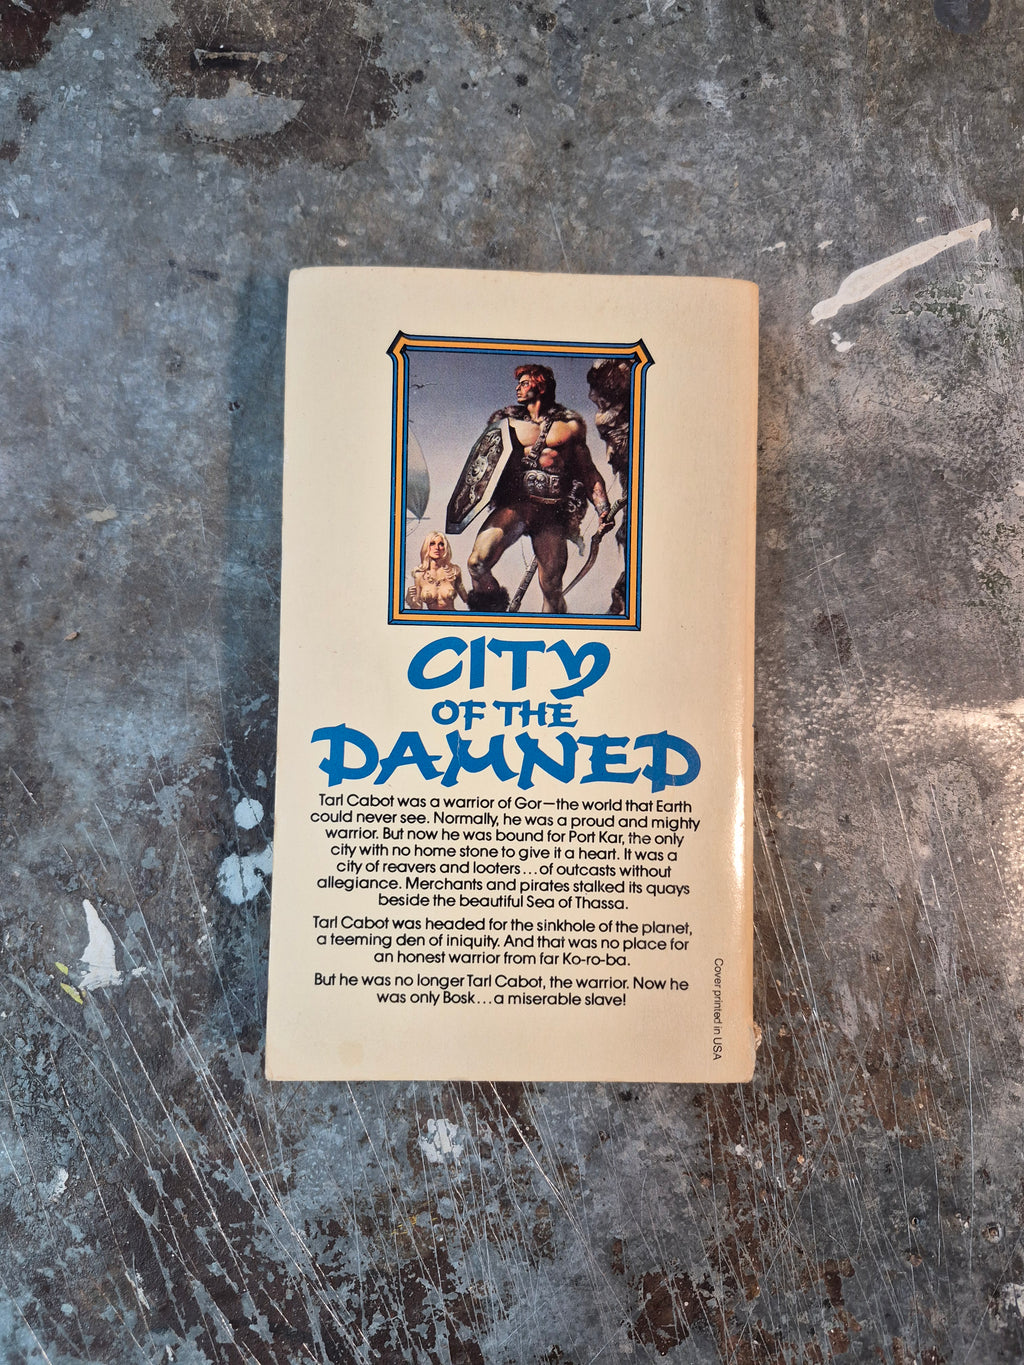 CITY
OF THE
DAMNED
Tarl Cabot was a warrior of Gor—the world that Earth
could never see. Normally, he was a proud and mighty
warrior. But now he was bound for Port Kar, the only
city with no home stone to give it a heart. It was a
city of reavers and looters...of outcasts without
allegiance. Merchants and pirates stalked its quays
beside the beautiful Sea of Thassa.
Tarl Cabot was headed for the sinkhole of the planet,
a teeming den of iniquity. And that was no place for
an honest warrior from far Ko-ro-ba.
But he was no longer Tarl Cabot, the warrior. Now he
was only Bosk...a miserable slave!
Cover printed in USA